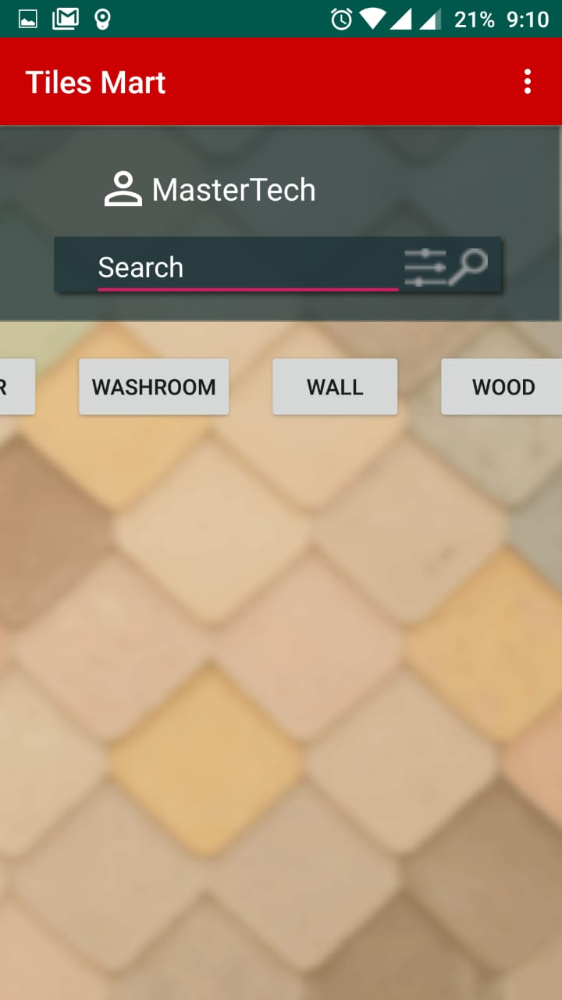 21% 9:10
Tiles Mart
MasterTech
Search
R WASHROOM WALL WOOD